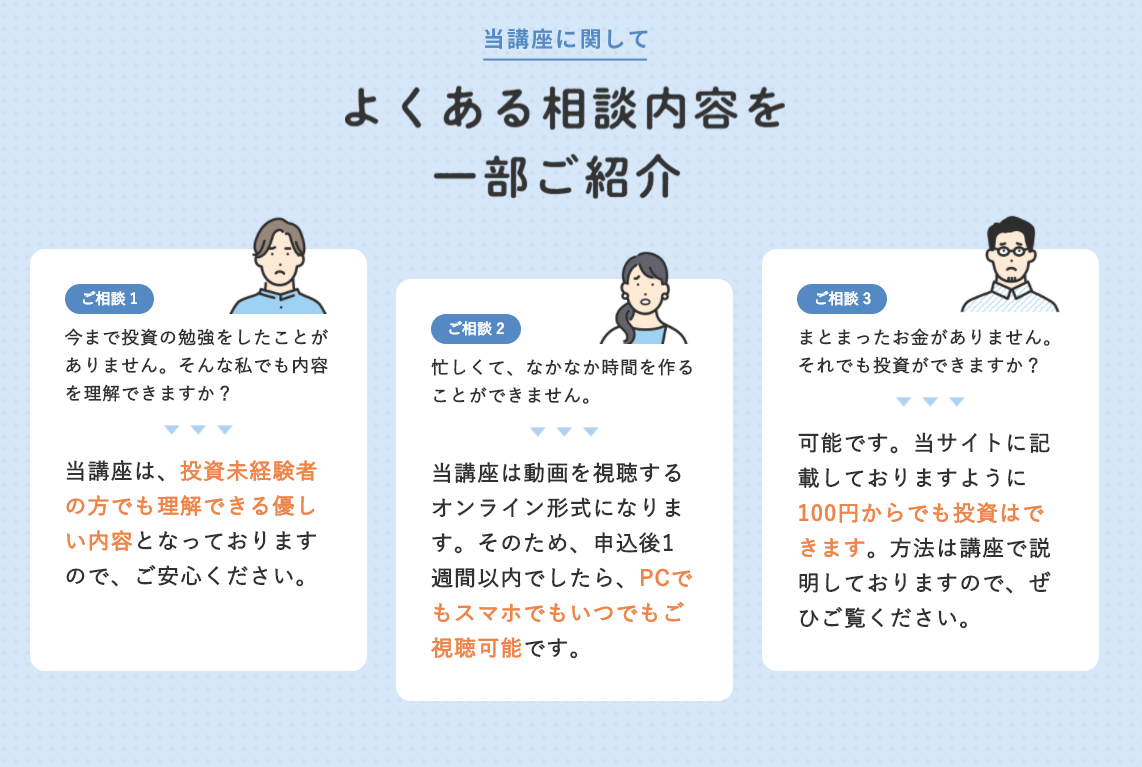 当講座に関して
よくある相談内容を
一部ご紹介
ご相談 1
今まで投資の勉強をしたことが
ありません。そんな私でも内容
を理解できますか？
当講座は、投資未経験者
の方でも理解できる優し
い内容となっております
ので、ご安心ください。
ご相談 2
忙しくて、なかなか時間を作る
ことができません。
当講座は動画を視聴する
オンライン形式になりま
す。そのため、申込後1
週間以内でしたら、PCで
もスマホでもいつでもご
視聴可能です。
ご相談 3
まとまったお金がありません。
それでも投資ができますか？
可能です。当サイトに記
載しておりますように
100円からでも投資はで
きます。方法は講座で説
明しておりますので、ぜ
ひご覧ください。